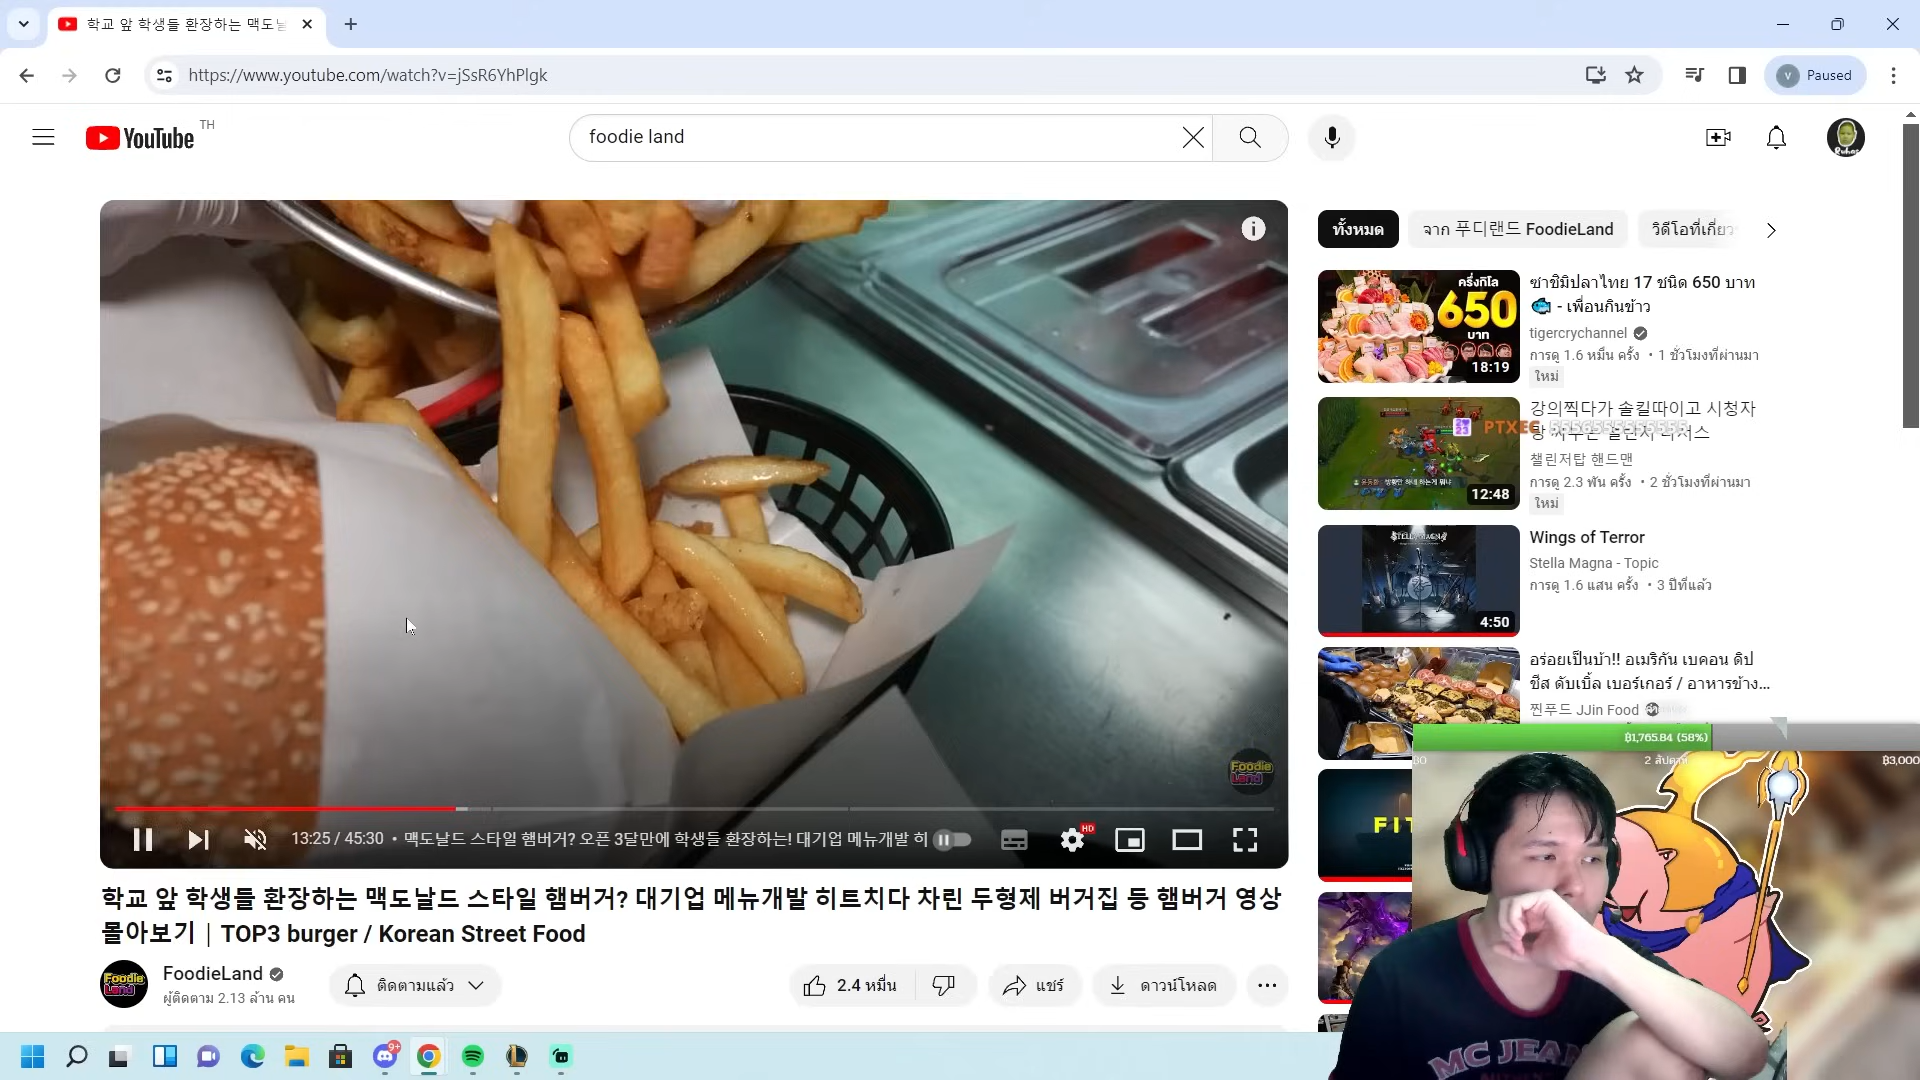 학교 앞 학생들 환장하는 맥도날
https://www.youtube.com/watch?v=jSsR6YhPlgk
Paused
YouTube TH
foodie land
ทั้งหมด
จาก 푸디랜드 FoodieLand
วิดีโอที่เกี่ยว
ครึ่งกิโล
650
บาท
18:19
ซาชิมิปลาไทย 17 ชนิด 650 บาท
🐟 - เพื่อนกินข้าว
tigercrychannel
การดู 1.6 หมื่น ครั้ง • 1 ชั่วโมงที่ผ่านมา
ใหม่
강의찍다가 솔킬따이고 시청자
PTXEC
챌린저탑 핸드맨
การดู 2.3 พัน ครั้ง • 2 ชั่วโมงที่ผ่านมา
12:48
ใหม่
STELLA MAGNA
Wings of Terror
Stella Magna - Topic
การดู 1.6 แสน ครั้ง • 3 ปีที่แล้ว
4:50
อร่อยเป็นบ้า!! อเมริกัน เบคอน ดิป
ชีส ดับเบิ้ล เบอร์เกอร์ / อาหารข้าง...
찐푸드 JJin Food
฿1,765.84 (58%)
฿0
฿3,000
FIT
Foodie
Land
13:25 / 45:30 • 맥도날드 스타일 햄버거? 오픈 3달만에 학생들 환장하는! 대기업 메뉴개발 히
HD
학교 앞 학생들 환장하는 맥도날드 스타일 햄버거? 대기업 메뉴개발 히트치다 차린 두형제 버거집 등 햄버거 영상
몰아보기 | TOP3 burger / Korean Street Food
Foodie
Land
FoodieLand
ผู้ติดตาม 2.13 ล้าน คน
ติดตามแล้ว
2.4 หมื่น
แชร์
ดาวน์โหลด
MC JEAN
9+